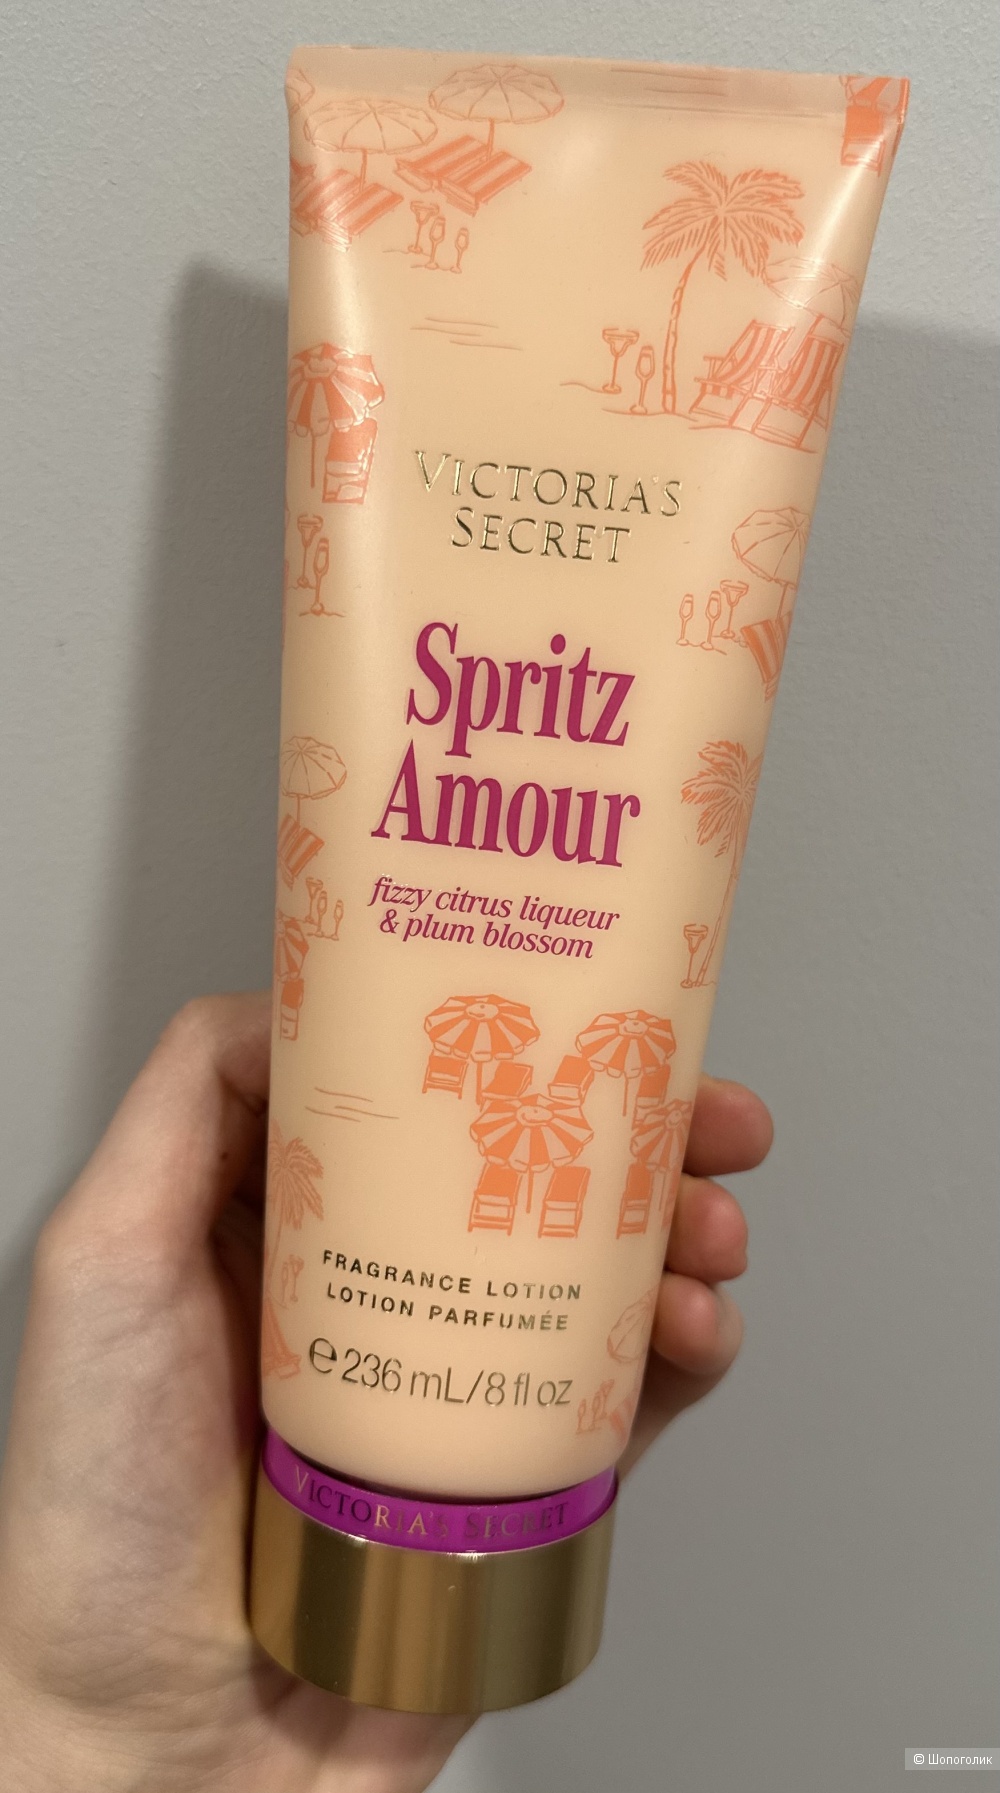 VICTORIA'S
SECRET
Spritz
Amour
fizzy citrus liqueur
& plum blossom
FRAGRANCE LOTION
LOTION PARFUMÉE
℮ 236 mL/8 fl oz
VICTORIA'S SECRET
© Шопоголик